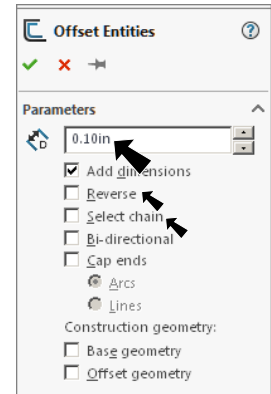 Offset Entities
Parameters
D
0.10in
Add dimensions
Reverse
Select chain
Bi-directional
Cap ends
Arcs
Lines
Construction geometry:
Base geometry
Offset geometry